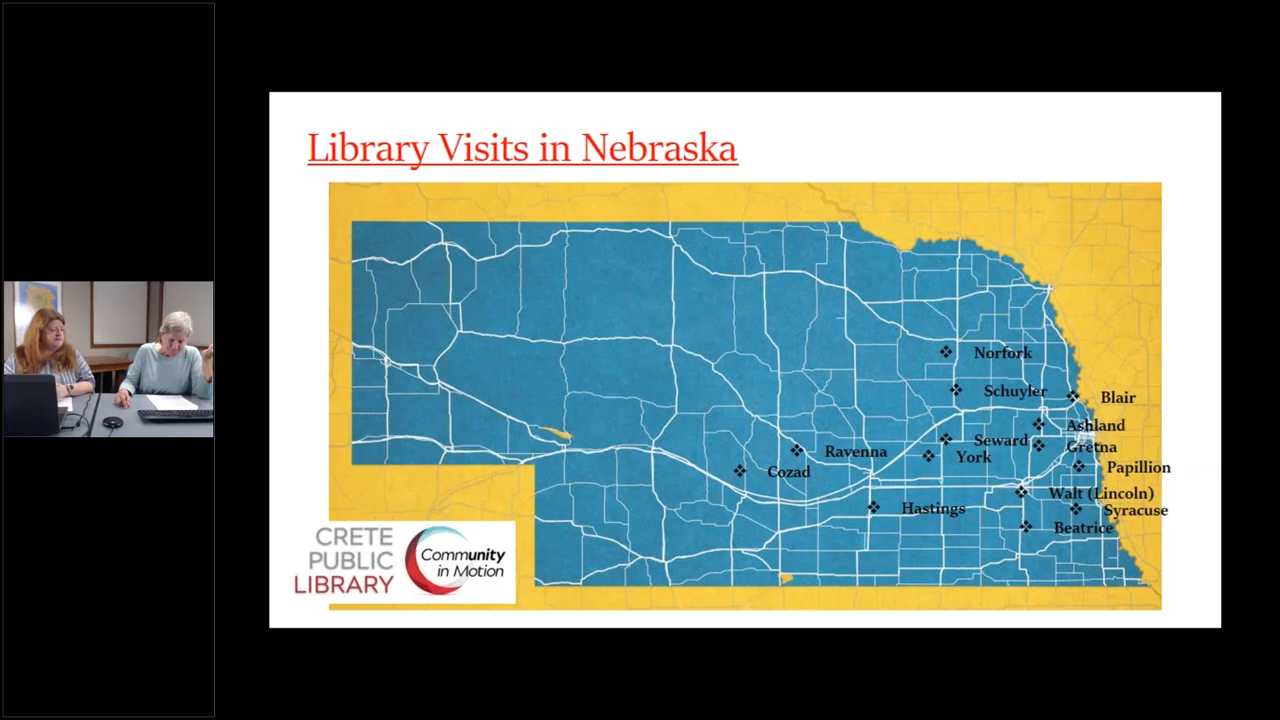 Library Visits in Nebraska
Norfork
Schuyler
Blair
Ashland
Seward
Gretna
Ravenna
York
Papillion
Cozad
Walt (Lincoln)
Hastings
Syracuse
Beatrice
CRETE
PUBLIC
LIBRARY
Community
in Motion